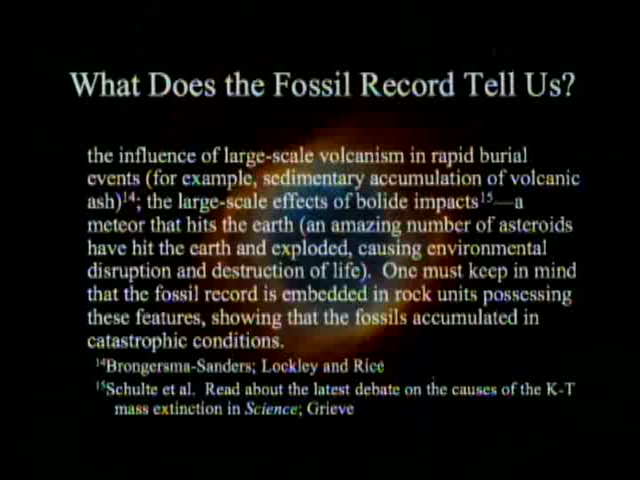 What Does the Fossil Record Tell Us?
the influence of large-scale volcanism in rapid burial
events (for example, sedimentary accumulation of volcanic
ash)¹⁴; the large-scale effects of bolide impacts¹⁵—a
meteor that hits the earth (an amazing number of asteroids
have hit the earth and exploded, causing environmental
disruption and destruction of life). One must keep in mind
that the fossil record is embedded in rock units possessing
these features, showing that the fossils accumulated in
catastrophic conditions.
¹⁴Brongersma-Sanders; Lockley and Rice
¹⁵Schulte et al. Read about the latest debate on the causes of the K-T
mass extinction in Science; Grieve